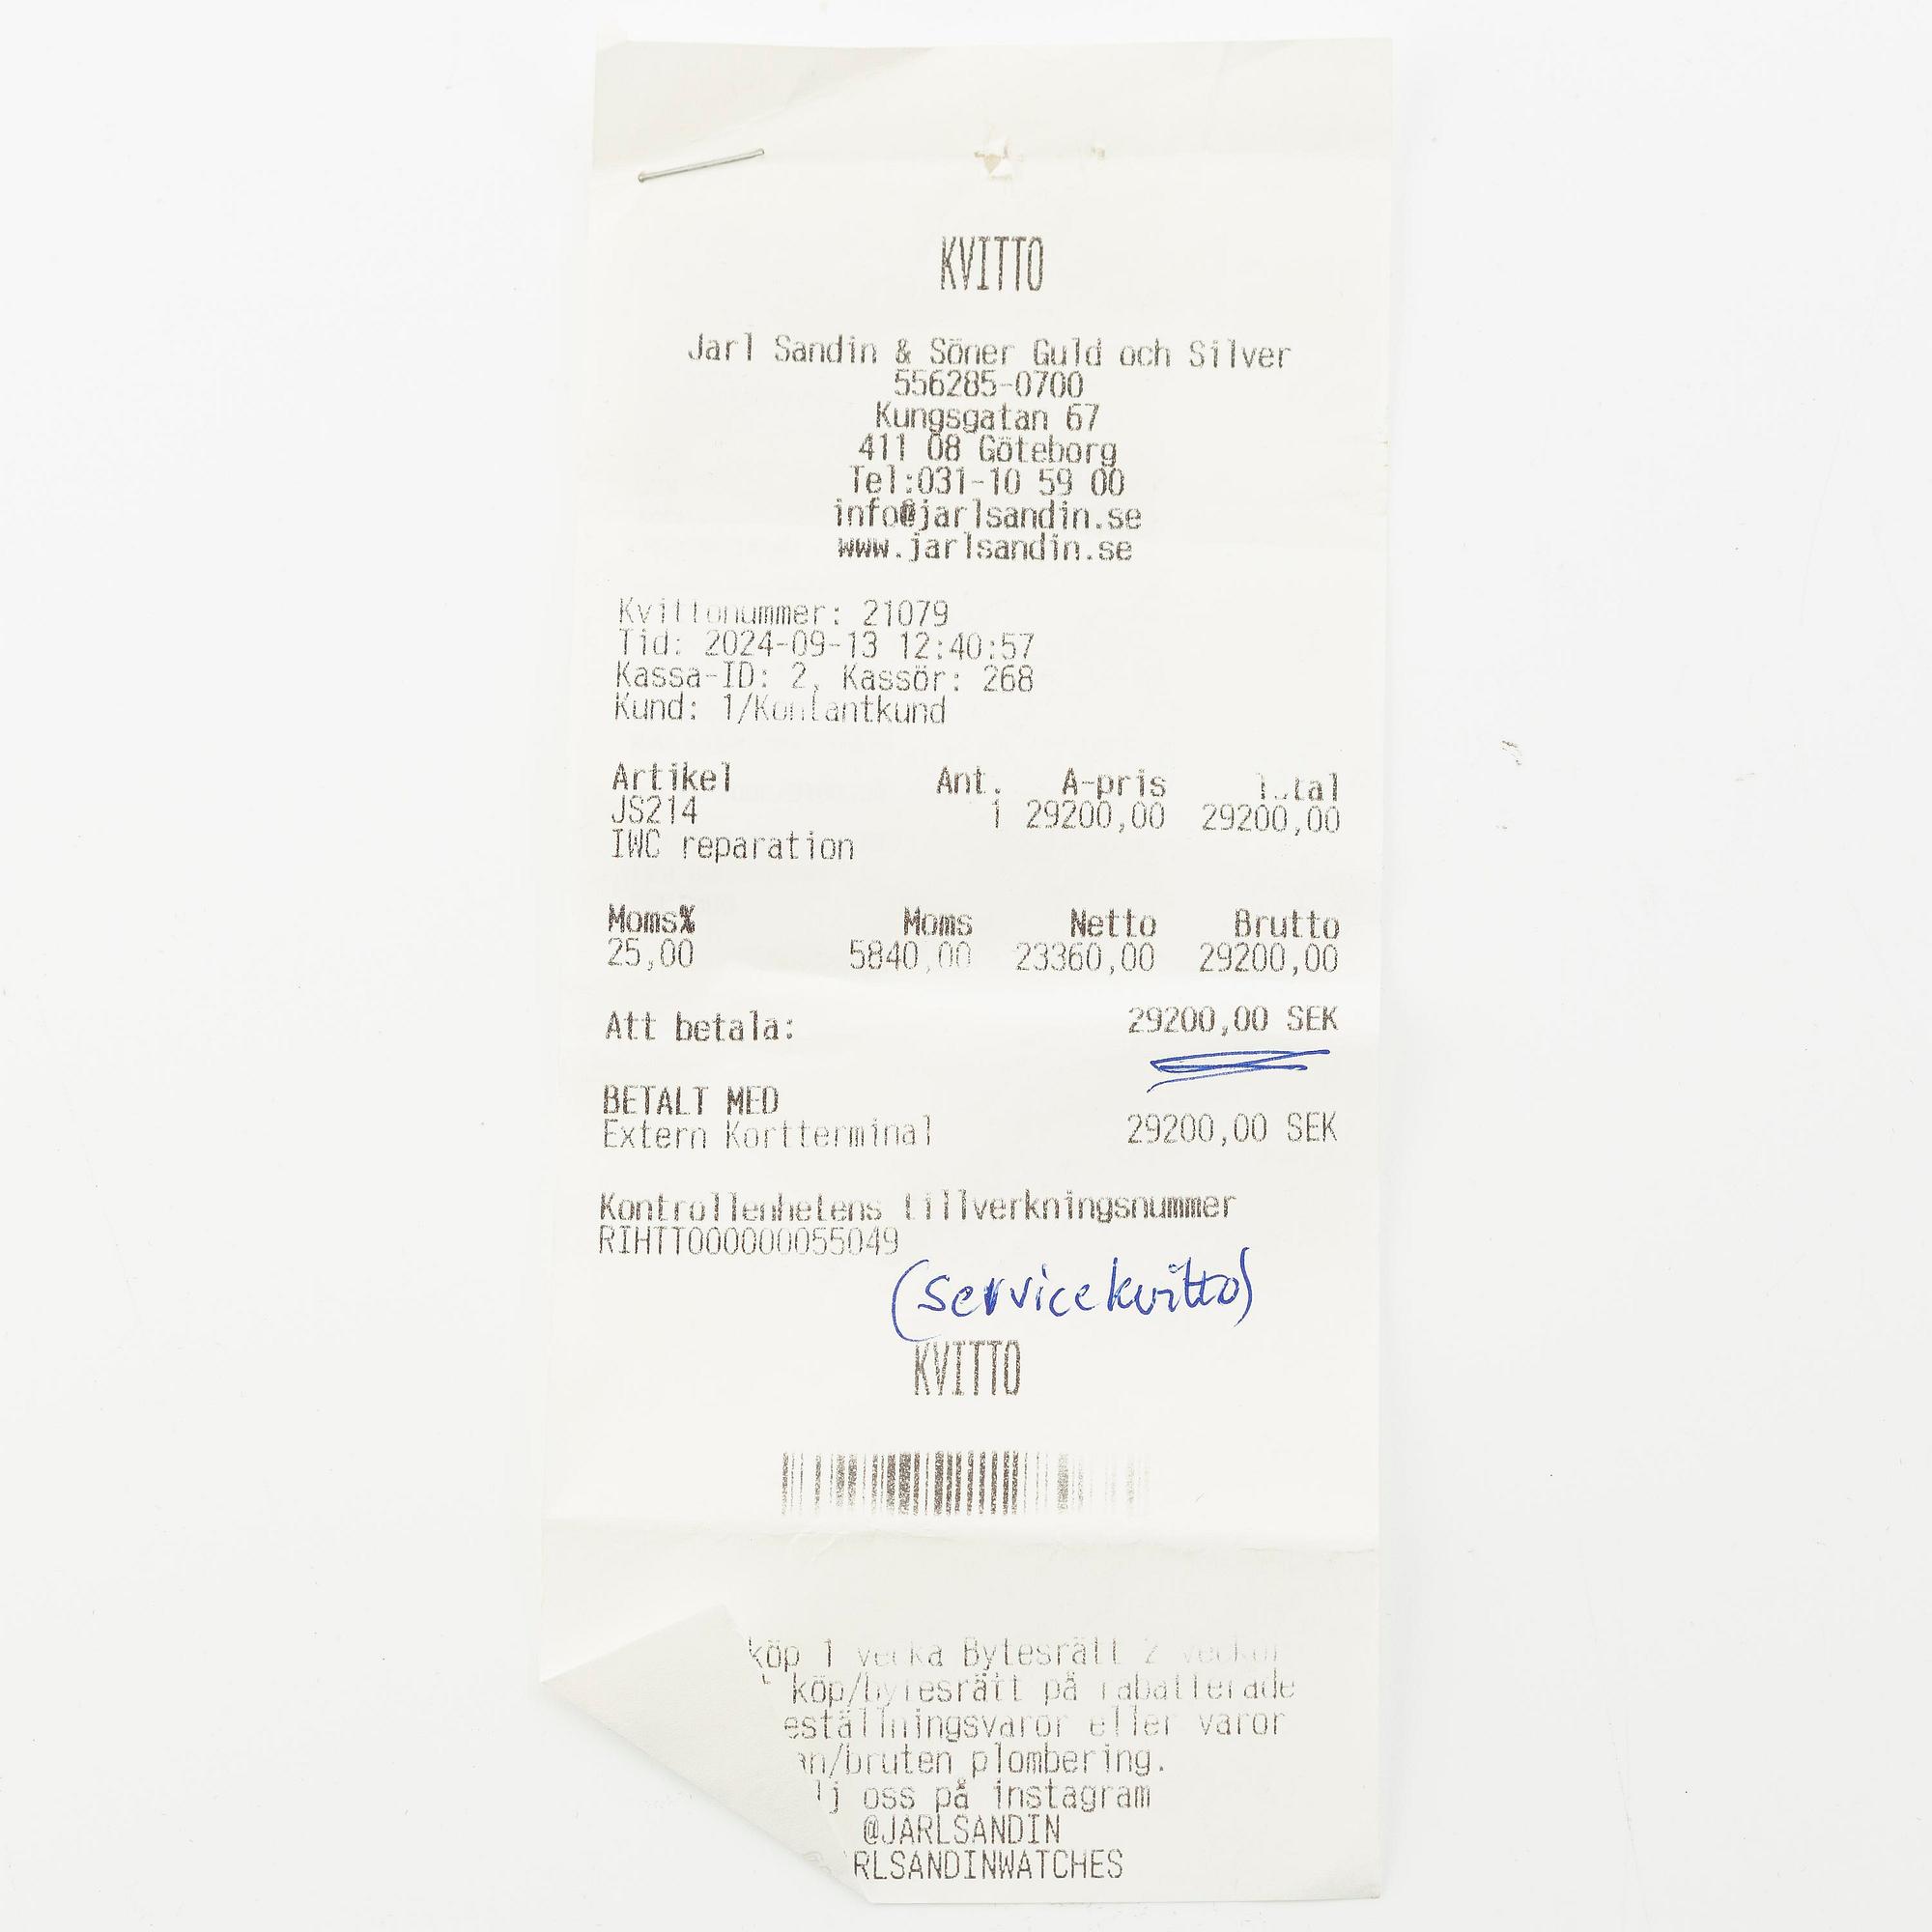 KVITTO
Jarl Sandin & Söner Guld och Silver
556285-0700
Kungsgatan 67
411 08 Göteborg
Tel:031-10 59 00
info@jarlsandin.se
www.jarlsandin.se
Kvittonummer: 21079
Tid: 2024-09-13 12:40:57
Kassa-ID: 2, Kassör: 268
Kund: 1/Kontantkund
Artikel Ant. A-pris Total
JS214 1 29200,00 29200,00
IWC reparation
Moms% Moms Netto Brutto
25,00 5840,00 23360,00 29200,00
Att betala: 29200,00 SEK
BETALT MED
Extern Kortterminal 29200,00 SEK
Kontrollenhetens tillverkningsnummer
RIHTT000000055049
(servicekvitto)
KVITTO
köp 1 vecka Bytesrätt 2 veckor
köp/bytesrätt på rabatterade
eställningsvaror eller varor
an/bruten plombering.
lj oss på instagram
@JARLSANDIN
RLSANDINWATCHES